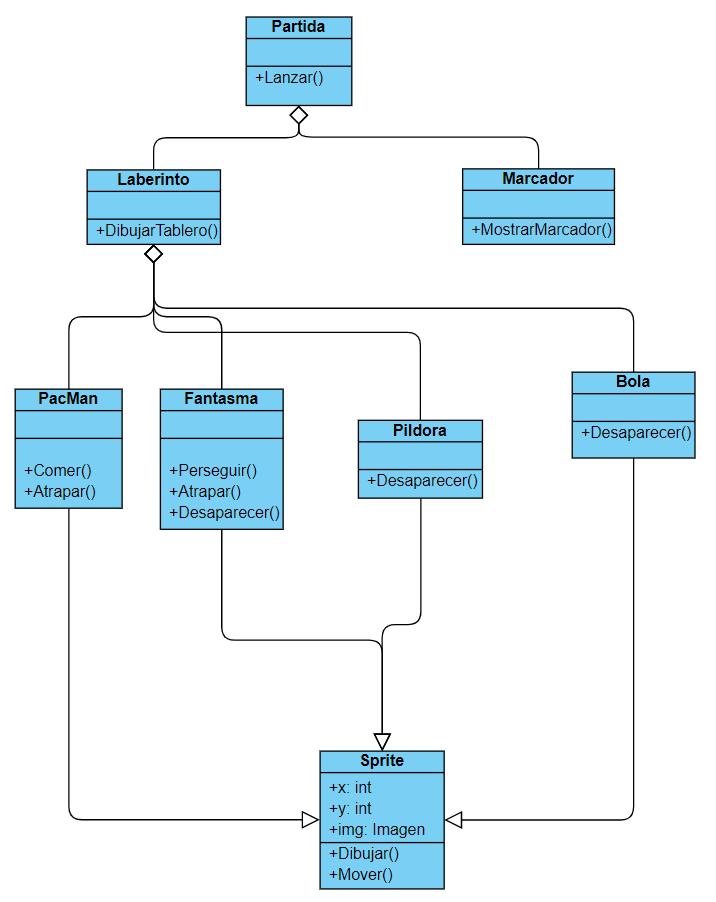 Partida
+Lanzar()
Laberinto
+DibujarTablero()
Marcador
+MostrarMarcador()
PacMan
+Comer()
+Atrapar()
Fantasma
+Perseguir()
+Atrapar()
+Desaparecer()
Pildora
+Desaparecer()
Bola
+Desaparecer()
Sprite
+x: int
+y: int
+img: Imagen
+Dibujar()
+Mover()